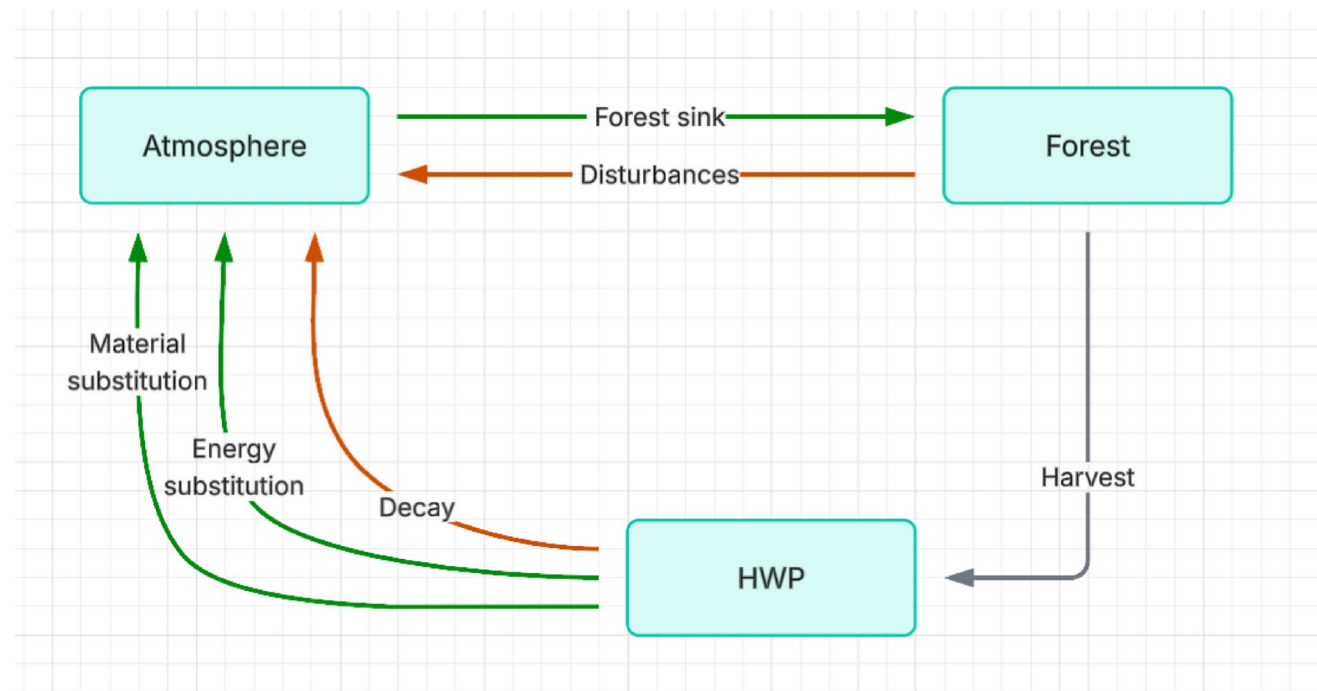 Atmosphere
Forest sink
Disturbances
Forest
Material
substitution
Energy
substitution
Decay
Harvest
HWP